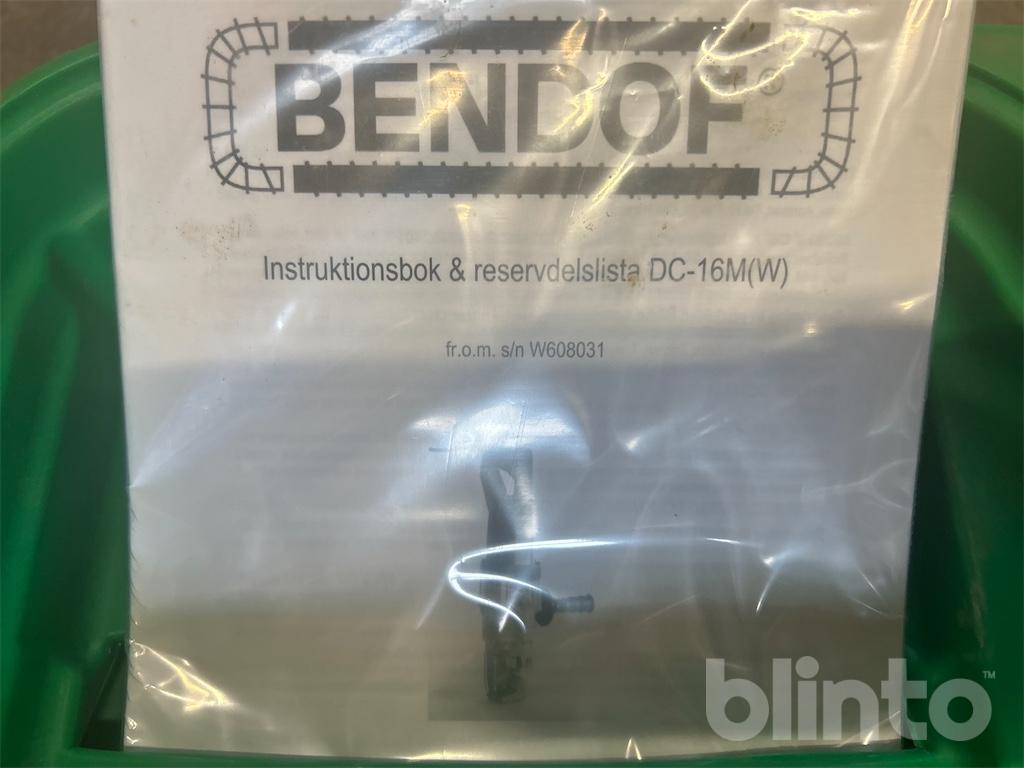 BENDOF®
Instruktionsbok & reservdelslista DC-16M(W)
fr.o.m. s/n W608031
blinto™